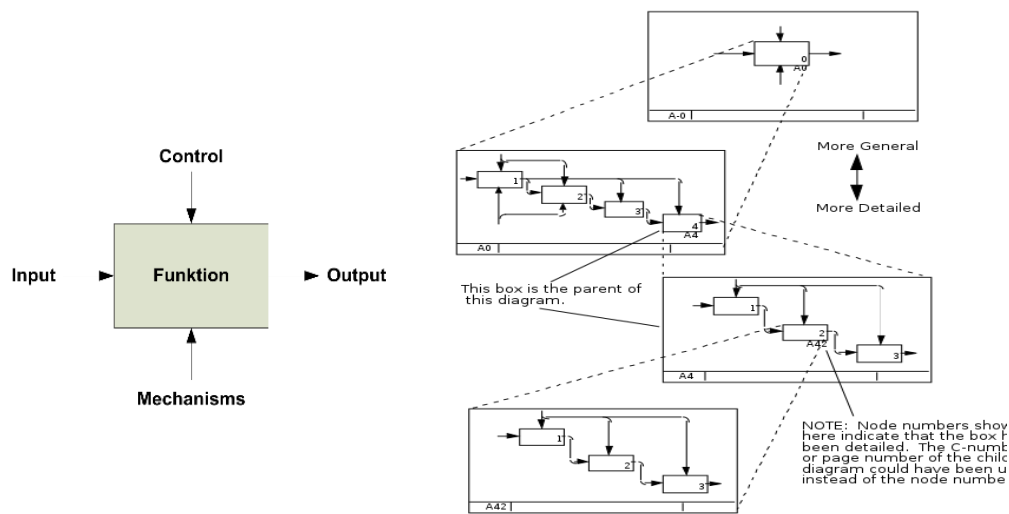 Control
Input
Funktion
Output
Mechanisms
0
A0
A-0
More General
More Detailed
1
2
3
4
A4
A0
This box is the parent of
this diagram.
1
2
A42
3
A4
NOTE: Node numbers show
here indicate that the box h
been detailed. The C-numb
or page number of the chil
diagram could have been u
instead of the node numbe
1
2
3
A42